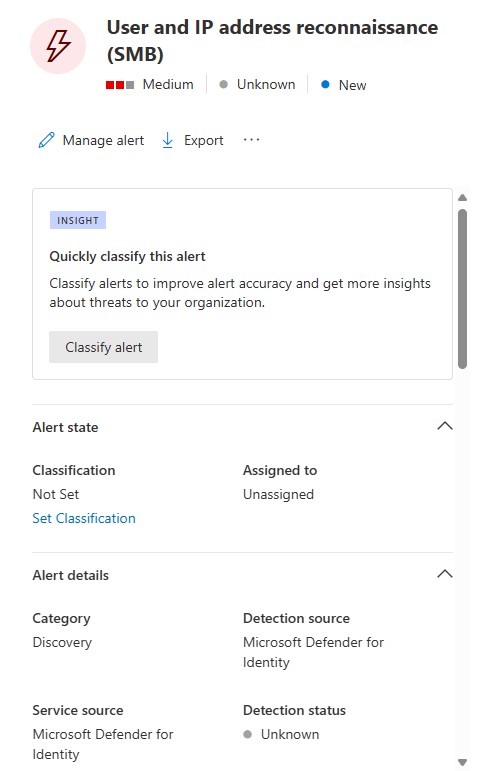 User and IP address reconnaissance
(SMB)
Medium Unknown New
Manage alert Export ...
INSIGHT
Quickly classify this alert
Classify alerts to improve alert accuracy and get more insights
about threats to your organization.
Classify alert
Alert state
Classification Assigned to
Not Set Unassigned
Set Classification
Alert details
Category Detection source
Discovery Microsoft Defender for
Identity
Service source Detection status
Microsoft Defender for Unknown
Identity